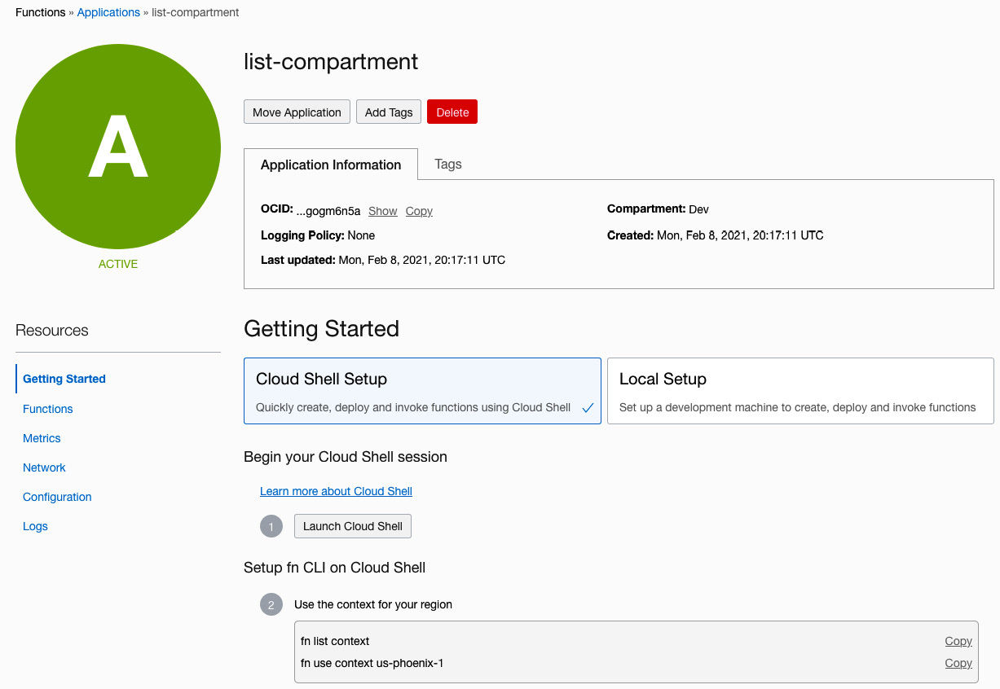 Functions » Applications » list-compartment
A
ACTIVE
list-compartment
Move Application Add Tags Delete
Application Information Tags
OCID: ...gogm6n5a Show Copy Compartment: Dev
Logging Policy: None Created: Mon, Feb 8, 2021, 20:17:11 UTC
Last updated: Mon, Feb 8, 2021, 20:17:11 UTC
Resources
Getting Started
Functions
Metrics
Network
Configuration
Logs
Getting Started
Cloud Shell Setup
Quickly create, deploy and invoke functions using Cloud Shell
Local Setup
Set up a development machine to create, deploy and invoke functions
Begin your Cloud Shell session
Learn more about Cloud Shell
1 Launch Cloud Shell
Setup fn CLI on Cloud Shell
2 Use the context for your region
fn list context Copy
fn use context us-phoenix-1 Copy